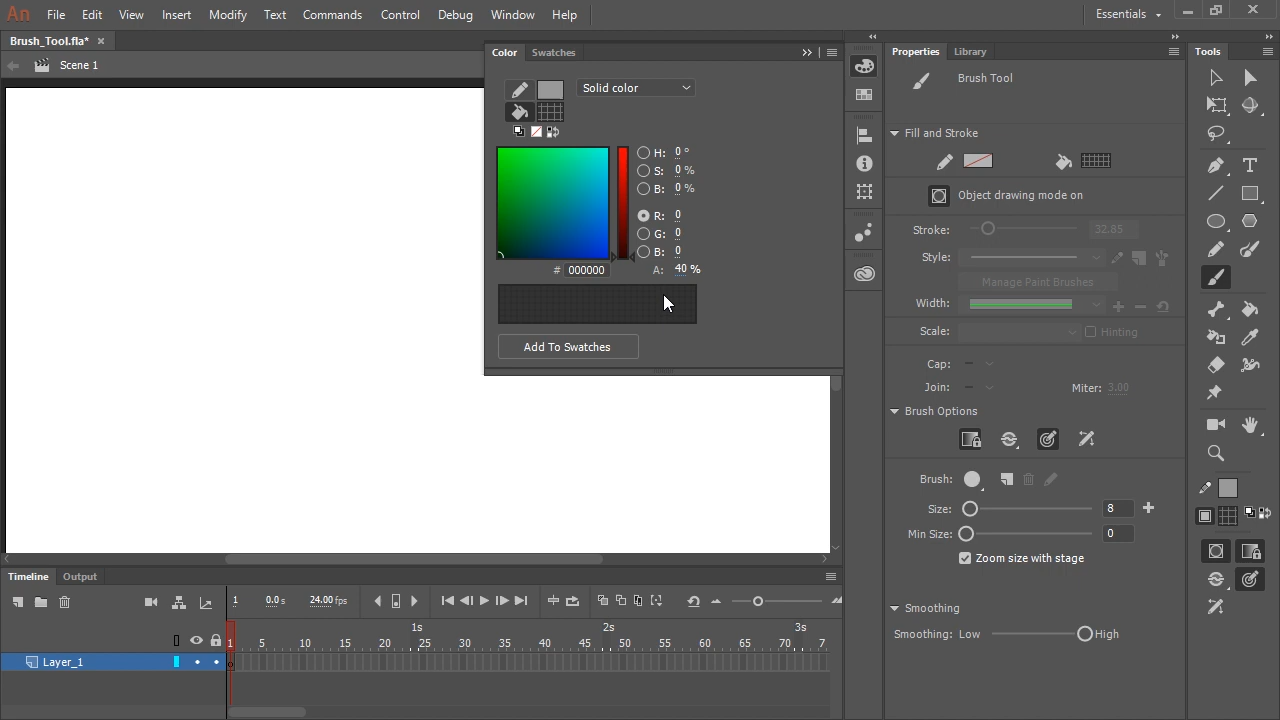 An File Edit View Insert Modify Text Commands Control Debug Window Help Essentials
Brush_Tool.fla* ×
Scene 1
Color Swatches
Solid color
H: 0 °
S: 0 %
B: 0 %
R: 0
G: 0
B: 0
# 000000 A: 40 %
Add To Swatches
Properties Library
Brush Tool
Fill and Stroke
Object drawing mode on
Stroke: 32.85
Style:
Manage Paint Brushes
Width:
Scale: Hinting
Cap:
Join: Miter: 3.00
Brush Options
Brush:
Size: 8
Min Size: 0
Zoom size with stage
Smoothing
Smoothing: Low High
Tools
T
Timeline Output
1 0.0 s 24.00 fps
1s 2s 3s
1 5 10 15 20 25 30 35 40 45 50 55 60 65 70 7
Layer_1